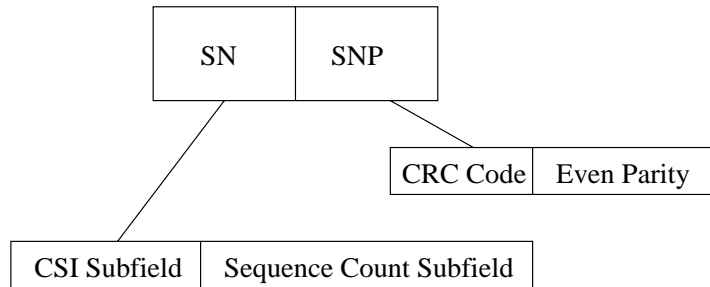 SN SNP
CRC Code Even Parity
CSI Subfield Sequence Count Subfield